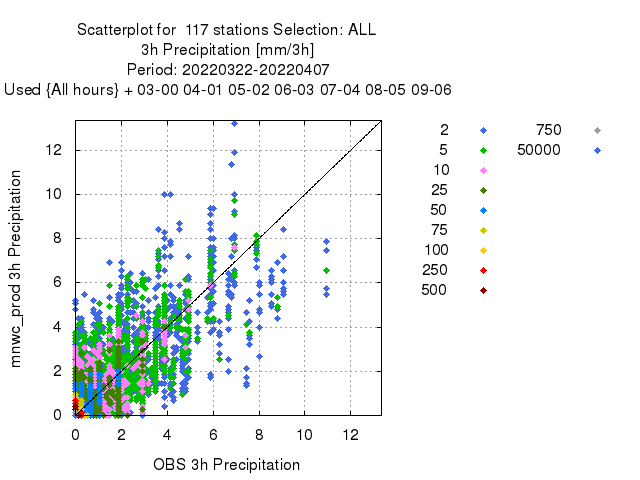 Scatterplot for  117 stations Selection: ALL
3h Precipitation [mm/3h]
Period: 20220322-20220407
Used {All hours} + 03-00 04-01 05-02 06-03 07-04 08-05 09-06
2 750
5 50000
10
25
50
75
100
250
500
mnwc_prod 3h Precipitation
12
10
8
6
4
2
0
0 2 4 6 8 10 12
OBS 3h Precipitation